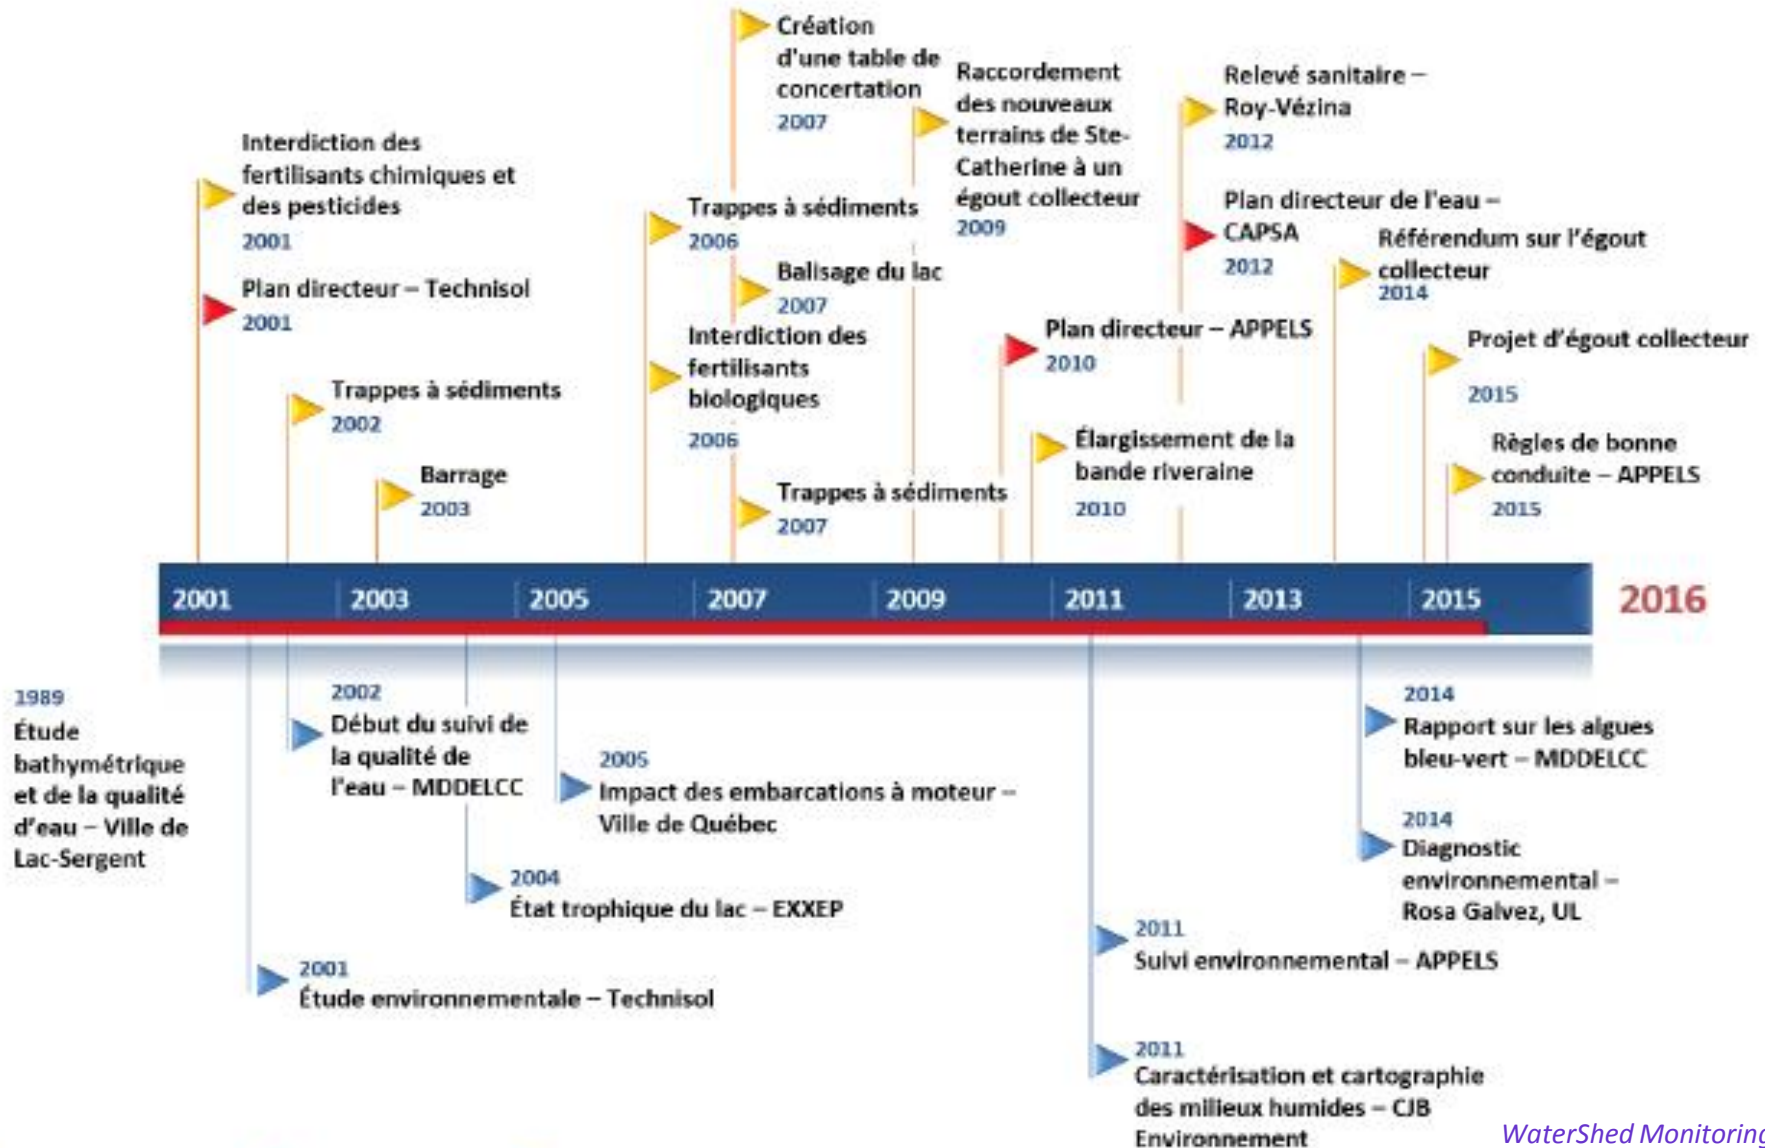 Création
d'une table de
concertation
2007
Raccordement
des nouveaux
terrains de Ste-
Catherine à un
égout collecteur
2009
Relevé sanitaire –
Roy-Vézina
2012
Interdiction des
fertilisants chimiques et
des pesticides
2001
Trappes à sédiments
2006
Plan directeur de l'eau –
CAPSA
2012
Référendum sur l'égout
collecteur
2014
Plan directeur – Technisol
2001
Balisage du lac
2007
Interdiction des
fertilisants
biologiques
2006
Plan directeur – APPELS
2010
Projet d'égout collecteur
2015
Trappes à sédiments
2002
Élargissement de la
bande riveraine
2010
Règles de bonne
conduite – APPELS
2015
Barrage
2003
Trappes à sédiments
2007
2001 2003 2005 2007 2009 2011 2013 2015 2016
1989
Étude
bathymétrique
et de la qualité
d'eau – Ville de
Lac-Sergent
2002
Début du suivi de
la qualité de
l'eau – MDDELCC
2005
Impact des embarcations à moteur –
Ville de Québec
2014
Rapport sur les algues
bleu-vert – MDDELCC
2014
Diagnostic
environnemental –
Rosa Galvez, UL
2004
État trophique du lac – EXXEP
2011
Suivi environnemental – APPELS
2001
Étude environnementale – Technisol
2011
Caractérisation et cartographie
des milieux humides – CJB
Environnement
WaterShed Monitoring